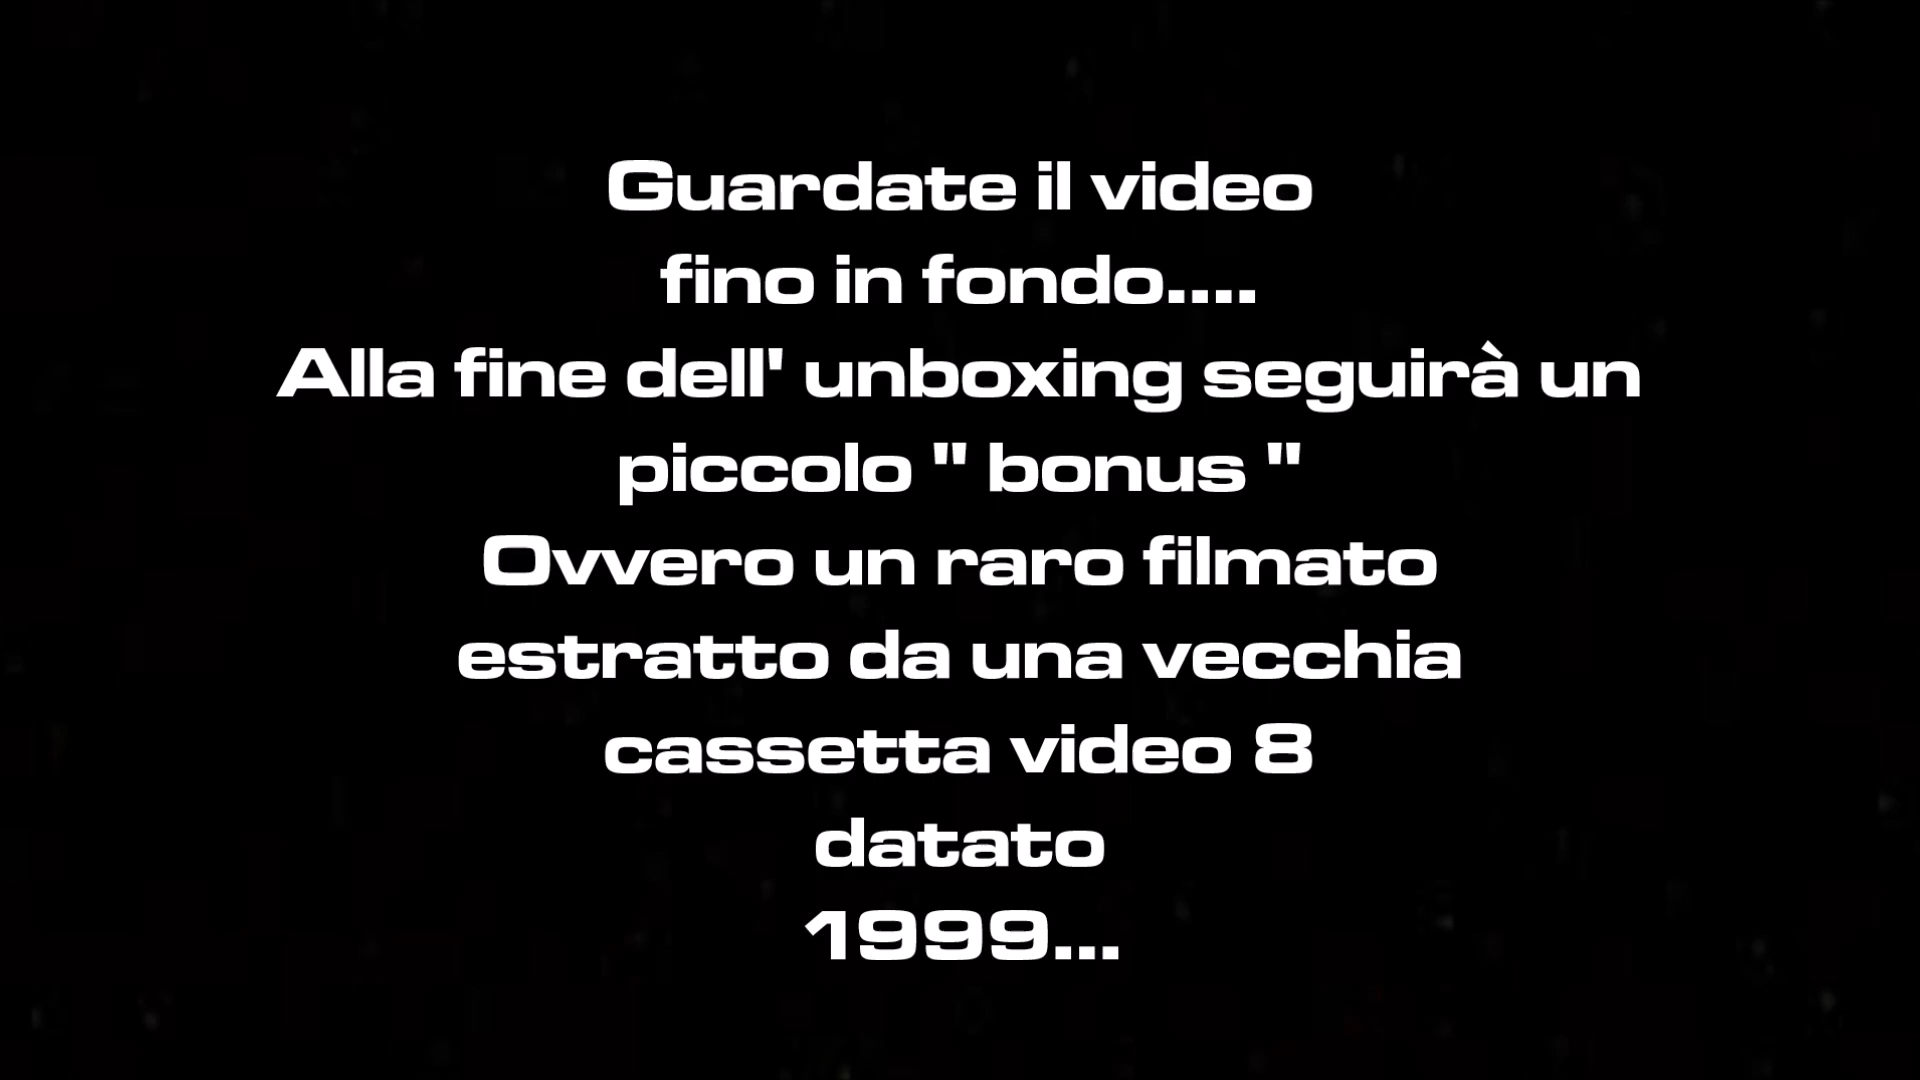 Guardate il video
fino in fondo....
Alla fine dell' unboxing seguirà un
piccolo " bonus "
Ovvero un raro filmato
estratto da una vecchia
cassetta video 8
datato
1999...